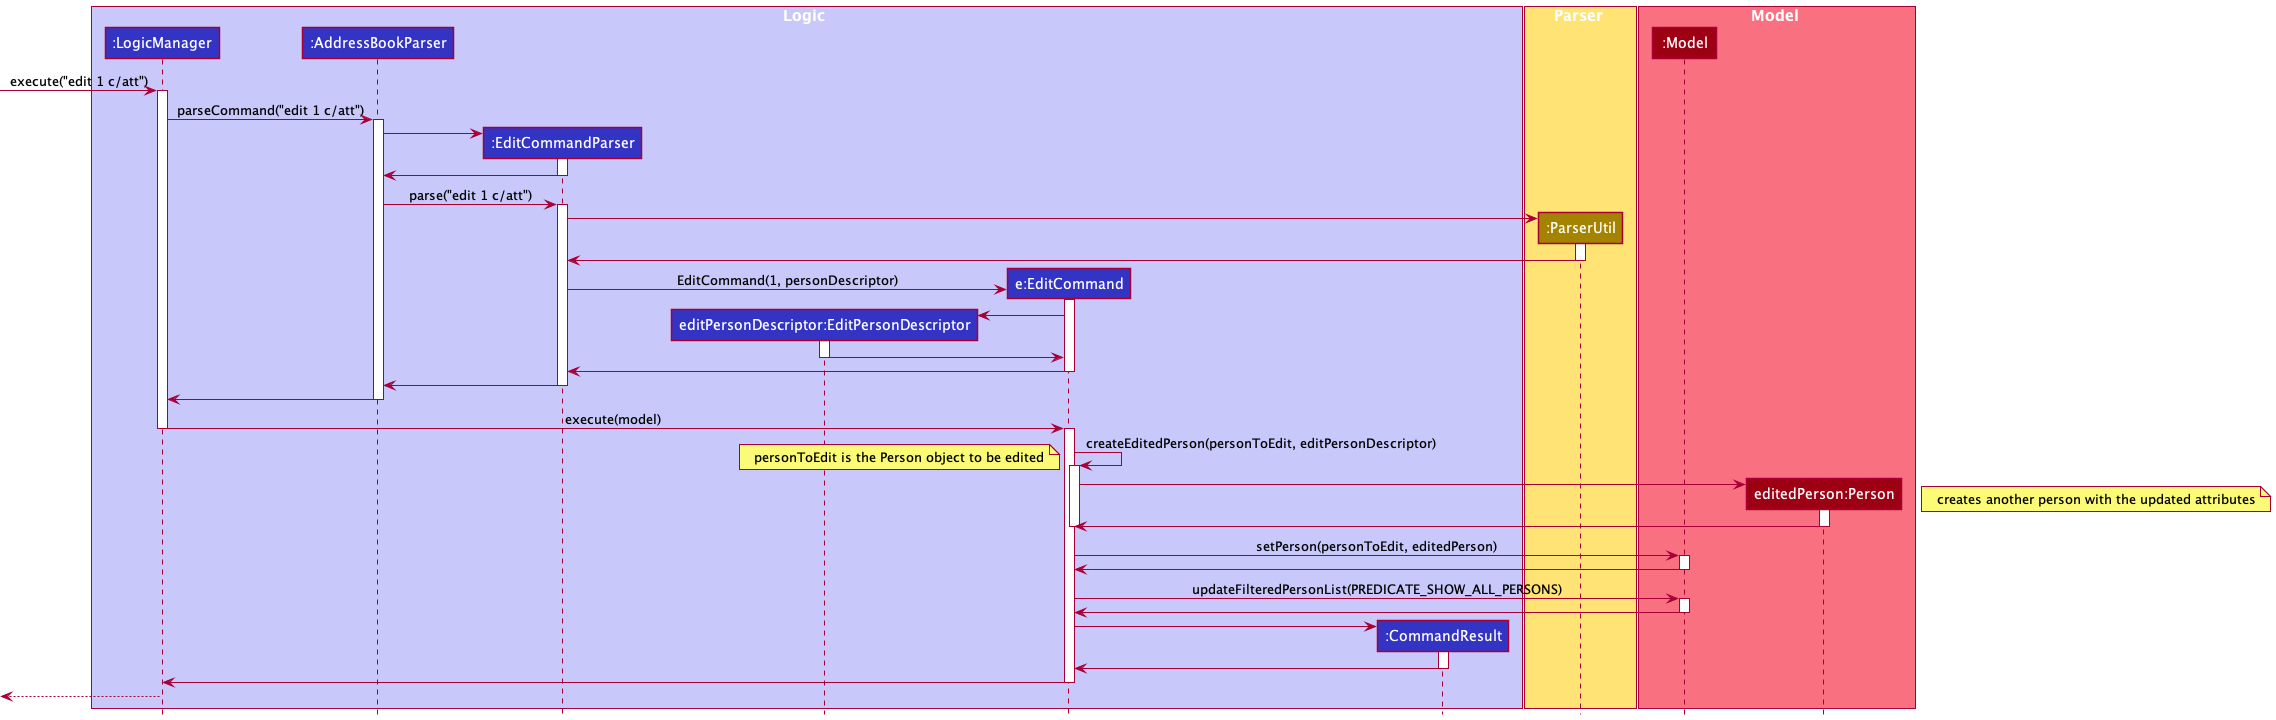 Logic
Parser
Model
:LogicManager
:AddressBookParser
:Model
execute("edit 1 c/att")
parseCommand("edit 1 c/att")
:EditCommandParser
parse("edit 1 c/att")
:ParserUtil
EditCommand(1, personDescriptor)
e:EditCommand
editPersonDescriptor:EditPersonDescriptor
execute(model)
createEditedPerson(personToEdit, editPersonDescriptor)
personToEdit is the Person object to be edited
editedPerson:Person
creates another person with the updated attributes
setPerson(personToEdit, editedPerson)
updateFilteredPersonList(PREDICATE_SHOW_ALL_PERSONS)
:CommandResult